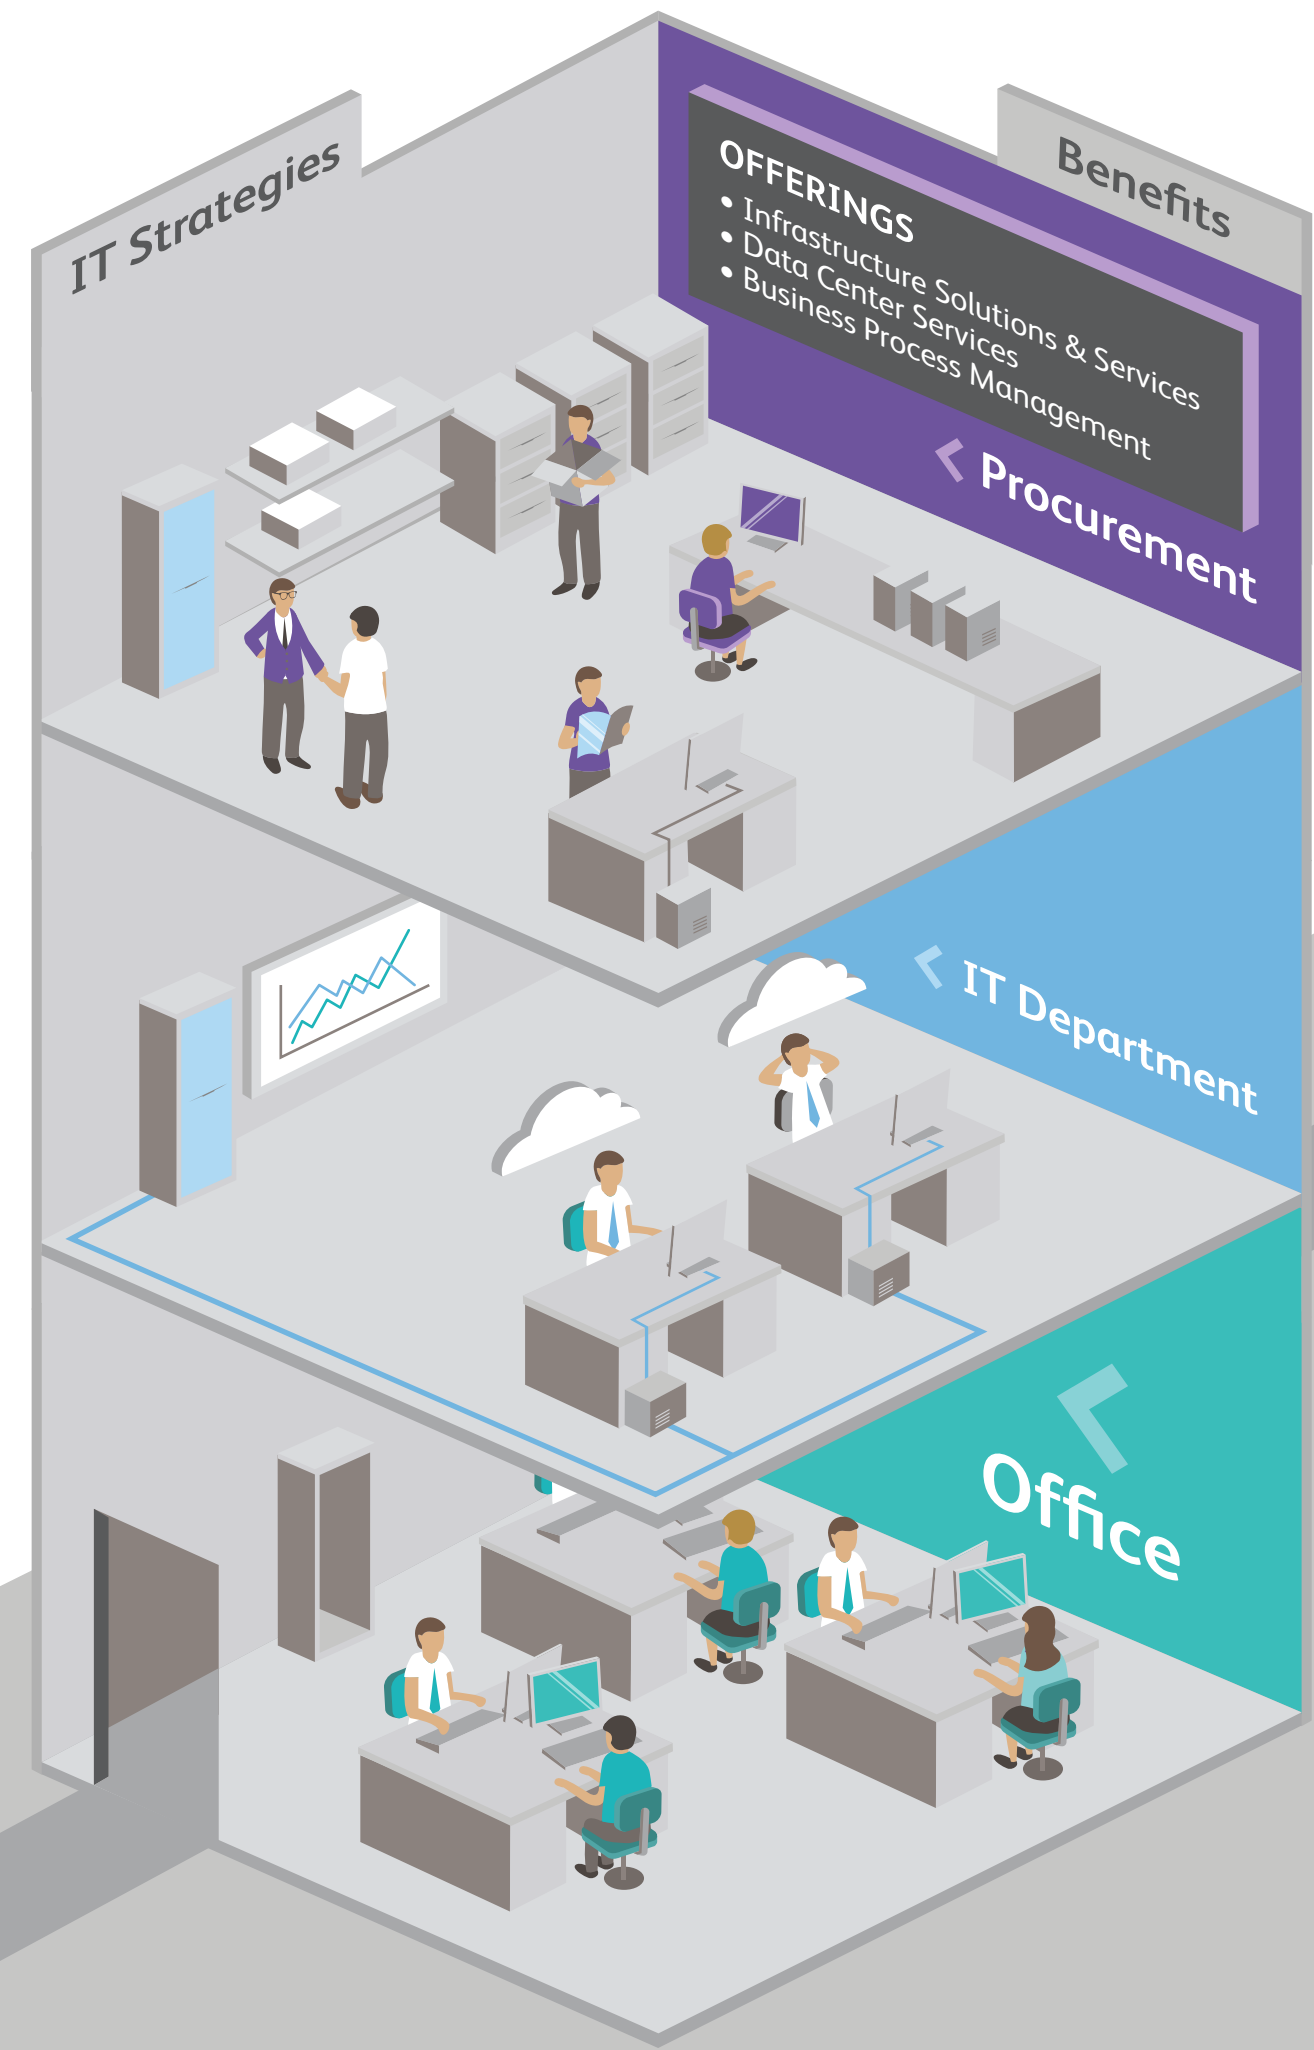 IT Strategies
Benefits
OFFERINGS
• Infrastructure Solutions & Services
• Data Center Services
• Business Process Management
Procurement
IT Department
Office